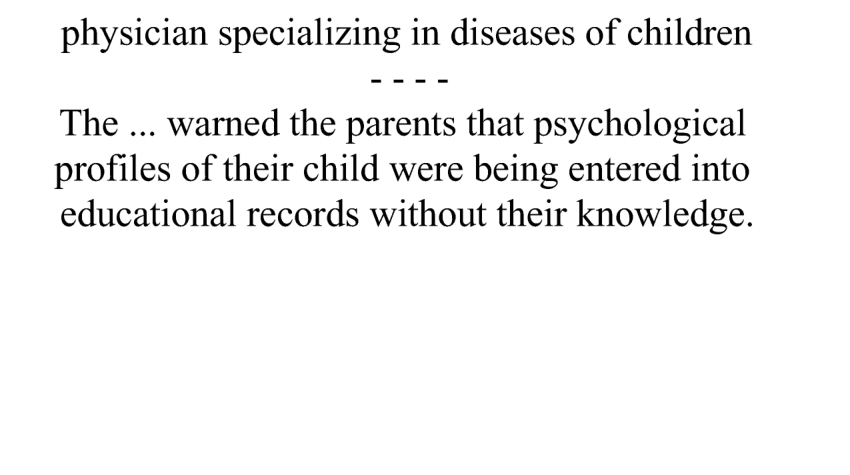 physician specializing in diseases of children
- - - -
The ... warned the parents that psychological
profiles of their child were being entered into
educational records without their knowledge.